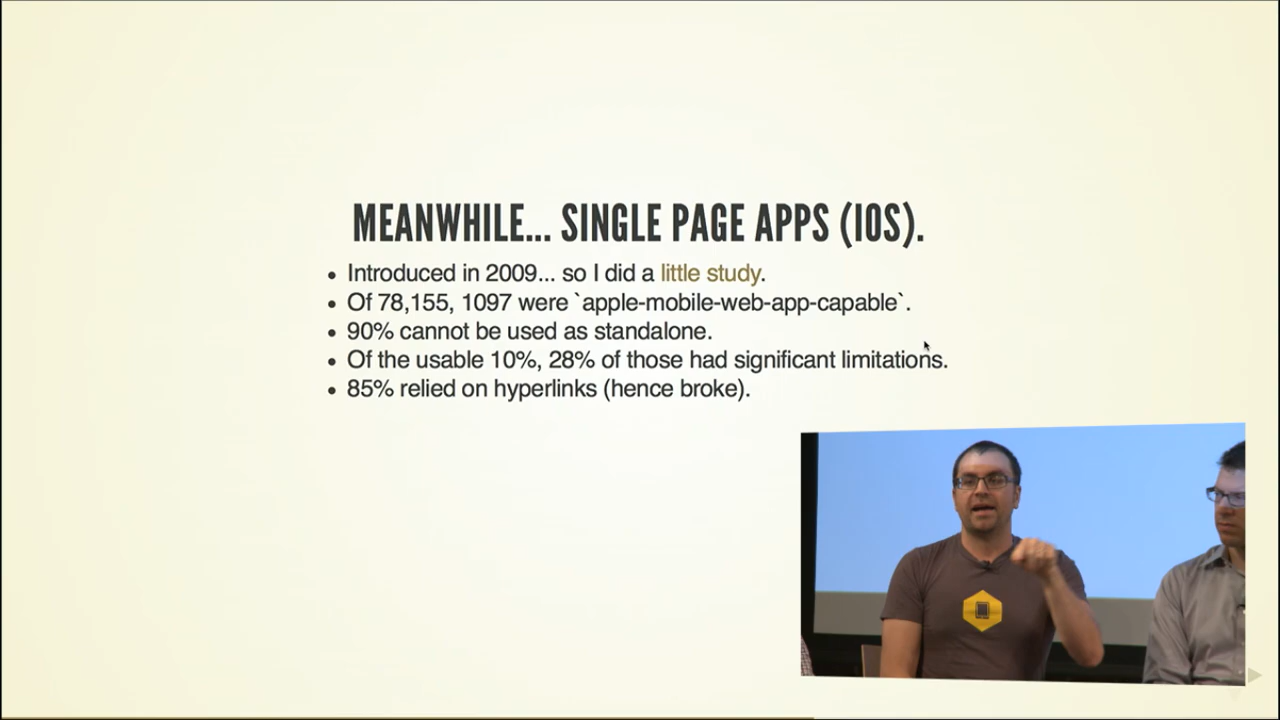 MEANWHILE... SINGLE PAGE APPS (IOS).
• Introduced in 2009... so I did a little study.
• Of 78,155, 1097 were `apple-mobile-web-app-capable`.
• 90% cannot be used as standalone.
• Of the usable 10%, 28% of those had significant limitations.
• 85% relied on hyperlinks (hence broke).